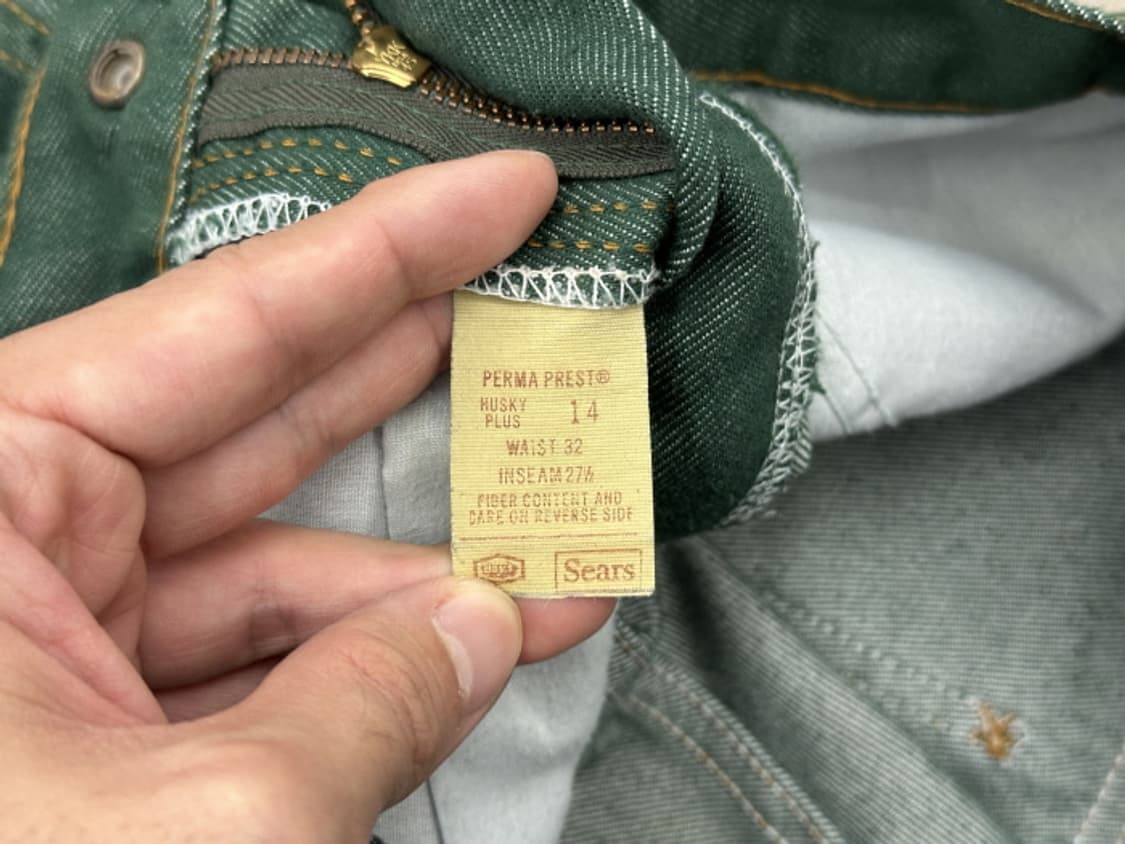 PERMA PREST®
HUSKY PLUS 14
WAIST 32
INSEAM 27½
FIBER CONTENT AND
CARE ON REVERSE SIDE
Sears